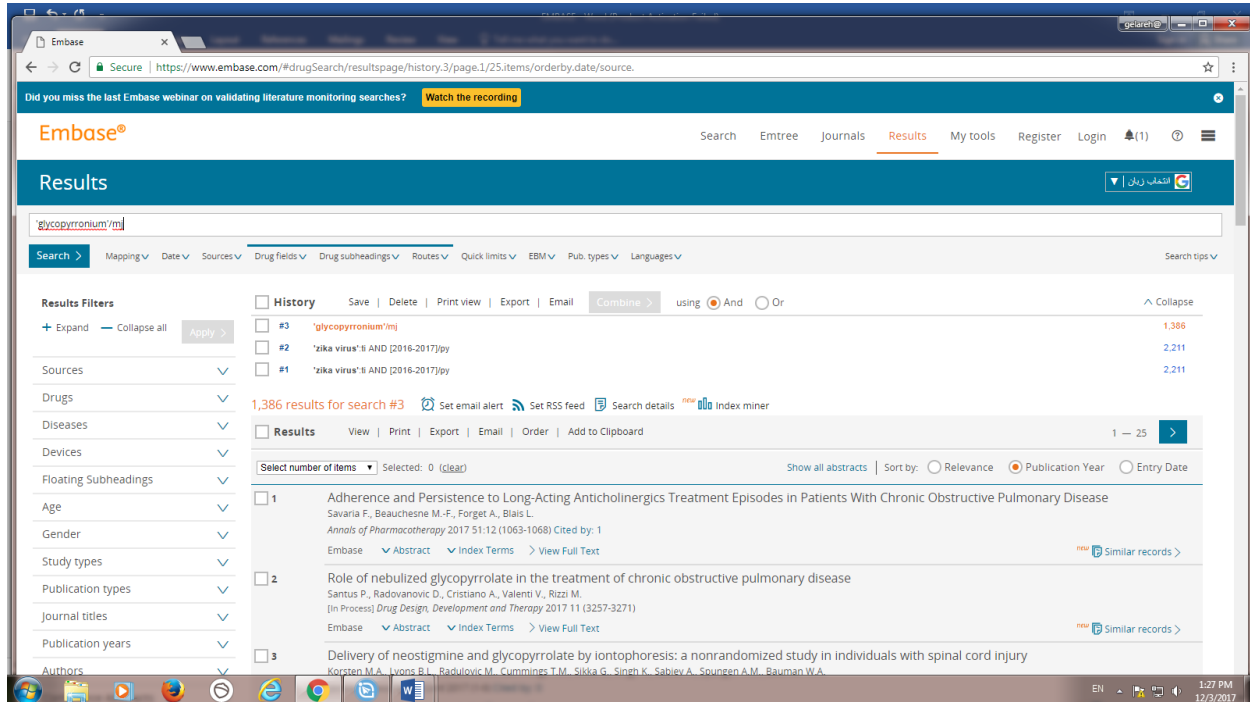 gelareh@
Embase
Secure | https://www.embase.com/#drugSearch/resultspage/history.3/page.1/25.items/orderby.date/source.
Did you miss the last Embase webinar on validating literature monitoring searches? Watch the recording
Embase®
Search Emtree Journals Results My tools Register Login (1)
Results
انتخاب زبان | ▼
'glycopyrronium'/mj
Search > Mapping Date Sources Drug fields Drug subheadings Routes Quick limits EBM Pub. types Languages Search tips
Results Filters
+ Expand — Collapse all Apply >
Sources
Drugs
Diseases
Devices
Floating Subheadings
Age
Gender
Study types
Publication types
Journal titles
Publication years
Authors
History Save | Delete | Print view | Export | Email Combine > using And Or Collapse
#3 'glycopyrronium'/mj 1,386
#2 'zika virus':ti AND [2016-2017]/py 2,211
#1 'zika virus':ti AND [2016-2017]/py 2,211
1,386 results for search #3 Set email alert Set RSS feed Search details new Index miner
Results View | Print | Export | Email | Order | Add to Clipboard 1 — 25 >
Select number of items ▼ Selected: 0 (clear) Show all abstracts | Sort by: Relevance Publication Year Entry Date
1 Adherence and Persistence to Long-Acting Anticholinergics Treatment Episodes in Patients With Chronic Obstructive Pulmonary Disease
Savaria F., Beauchesne M.-F., Forget A., Blais L.
Annals of Pharmacotherapy 2017 51:12 (1063-1068) Cited by: 1
Embase Abstract Index Terms > View Full Text new Similar records >
2 Role of nebulized glycopyrrolate in the treatment of chronic obstructive pulmonary disease
Santus P., Radovanovic D., Cristiano A., Valenti V., Rizzi M.
[In Process] Drug Design, Development and Therapy 2017 11 (3257-3271)
Embase Abstract Index Terms > View Full Text new Similar records >
3 Delivery of neostigmine and glycopyrrolate by iontophoresis: a nonrandomized study in individuals with spinal cord injury
Korsten M.A., Lyons B.L., Radulovic M., Cummings T.M., Sikka G., Singh K., Sabiev A., Spungen A.M., Bauman W.A.
EN 1:27 PM
12/3/2017